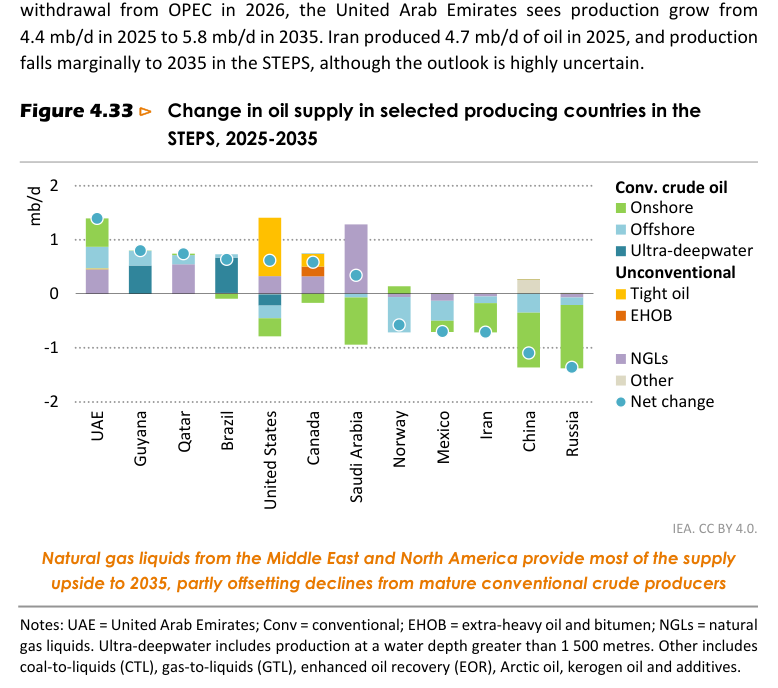 withdrawal from OPEC in 2026, the United Arab Emirates sees production grow from
4.4 mb/d in 2025 to 5.8 mb/d in 2035. Iran produced 4.7 mb/d of oil in 2025, and production
falls marginally to 2035 in the STEPS, although the outlook is highly uncertain.
Figure 4.33 ▻ Change in oil supply in selected producing countries in the
STEPS, 2025-2035
mb/d
2
1
0
-1
-2
UAE
Guyana
Qatar
Brazil
United States
Canada
Saudi Arabia
Norway
Mexico
Iran
China
Russia
Conv. crude oil
Onshore
Offshore
Ultra-deepwater
Unconventional
Tight oil
EHOB
NGLs
Other
Net change
IEA. CC BY 4.0.
Natural gas liquids from the Middle East and North America provide most of the supply
upside to 2035, partly offsetting declines from mature conventional crude producers
Notes: UAE = United Arab Emirates; Conv = conventional; EHOB = extra-heavy oil and bitumen; NGLs = natural
gas liquids. Ultra-deepwater includes production at a water depth greater than 1 500 metres. Other includes
coal-to-liquids (CTL), gas-to-liquids (GTL), enhanced oil recovery (EOR), Arctic oil, kerogen oil and additives.